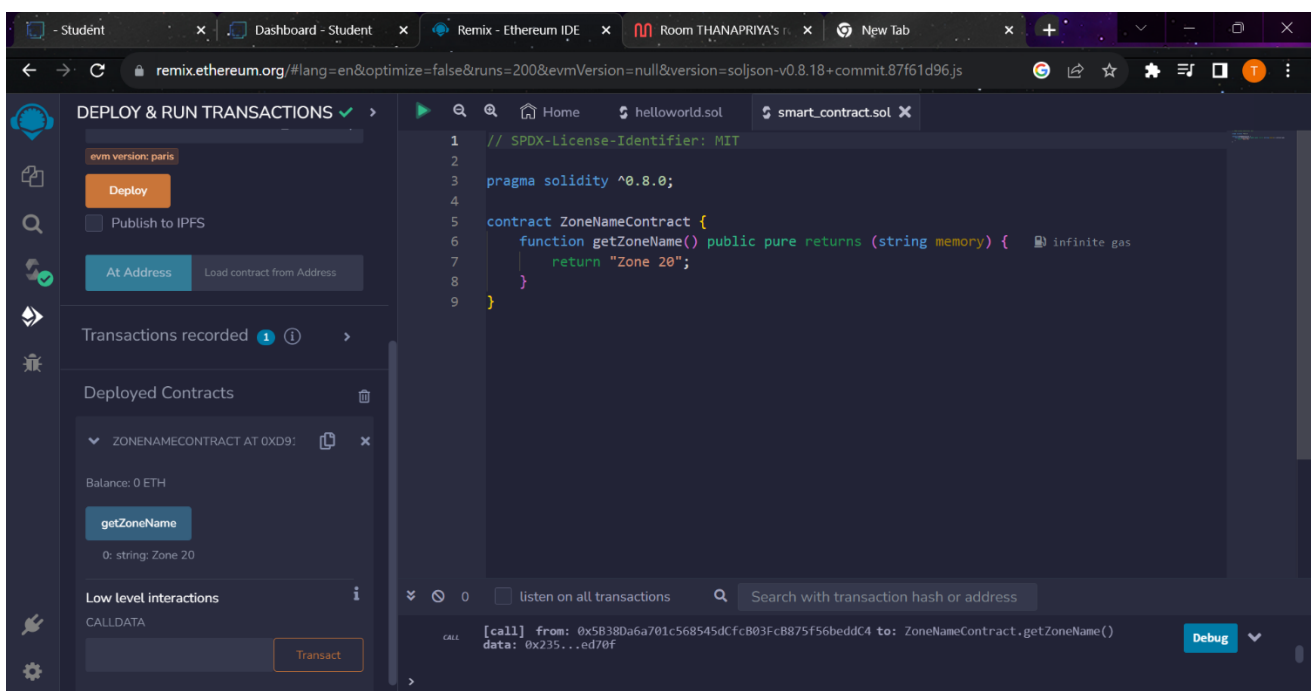 - Student
Dashboard - Student
Remix - Ethereum IDE
Room THANAPRIYA's
New Tab
remix.ethereum.org/#lang=en&optimize=false&runs=200&evmVersion=null&version=soljson-v0.8.18+commit.87f61d96.js
T
DEPLOY & RUN TRANSACTIONS
Home
helloworld.sol
smart_contract.sol
evm version: paris
Deploy
Publish to IPFS
At Address
Load contract from Address
Transactions recorded 1
Deployed Contracts
ZONENAMECONTRACT AT 0XD9
Balance: 0 ETH
getZoneName
0: string: Zone 20
Low level interactions
CALLDATA
Transact
1 // SPDX-License-Identifier: MIT
2
3 pragma solidity ^0.8.0;
4
5 contract ZoneNameContract {
6 function getZoneName() public pure returns (string memory) { infinite gas
7 return "Zone 20";
8 }
9 }
0 listen on all transactions
Search with transaction hash or address
CALL [call] from: 0x5B38Da6a701c568545dCfcB03FcB875f56beddC4 to: ZoneNameContract.getZoneName()
data: 0x235...ed70f
Debug
>